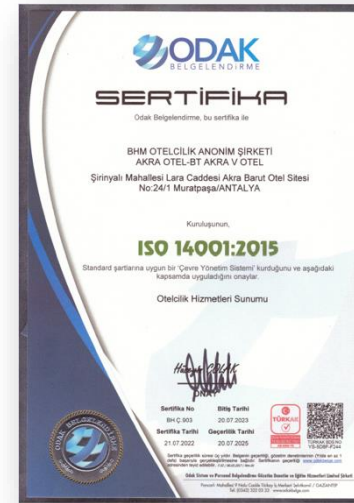 ODAK
BELGELENDİRME
SERTİFİKA
Odak Belgelendirme, bu sertifika ile
BHM OTELCİLİK ANONİM ŞİRKETİ
AKRA OTEL-BT AKRA V OTEL
Şirinyalı Mahallesi Lara Caddesi Akra Barut Otel Sitesi
No:24/1 Muratpaşa/ANTALYA
Kuruluşunun,
ISO 14001:2015
Standard şartlarına uygun bir 'Çevre Yönetim Sistemi' kurduğunu ve aşağıdaki
kapsamda uyguladığını onaylar.
Otelcilik Hizmetleri Sunumu
ONAY
Sertifika No Bitiş Tarihi
BH.Ç.903 20.07.2023
Sertifika Tarihi Geçerlilik Tarihi
21.07.2022 20.07.2025
TÜRKAK